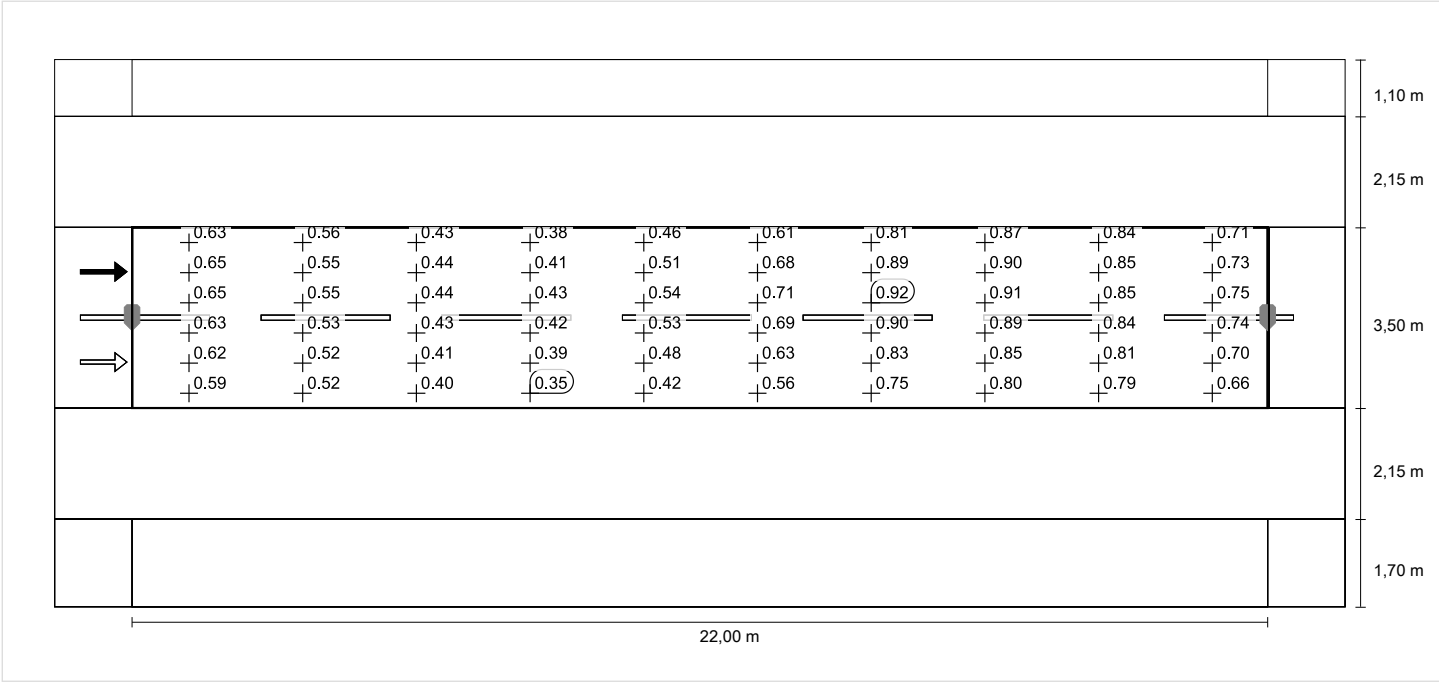 1,10 m
2,15 m
0.63 0.56 0.43 0.38 0.46 0.61 0.81 0.87 0.84 0.71
0.65 0.55 0.44 0.41 0.51 0.68 0.89 0.90 0.85 0.73
0.65 0.55 0.44 0.43 0.54 0.71 0.92 0.91 0.85 0.75
0.63 0.53 0.43 0.42 0.53 0.69 0.90 0.89 0.84 0.74
3,50 m
0.62 0.52 0.41 0.39 0.48 0.63 0.83 0.85 0.81 0.70
0.59 0.52 0.40 0.35 0.42 0.56 0.75 0.80 0.79 0.66
2,15 m
1,70 m
22,00 m